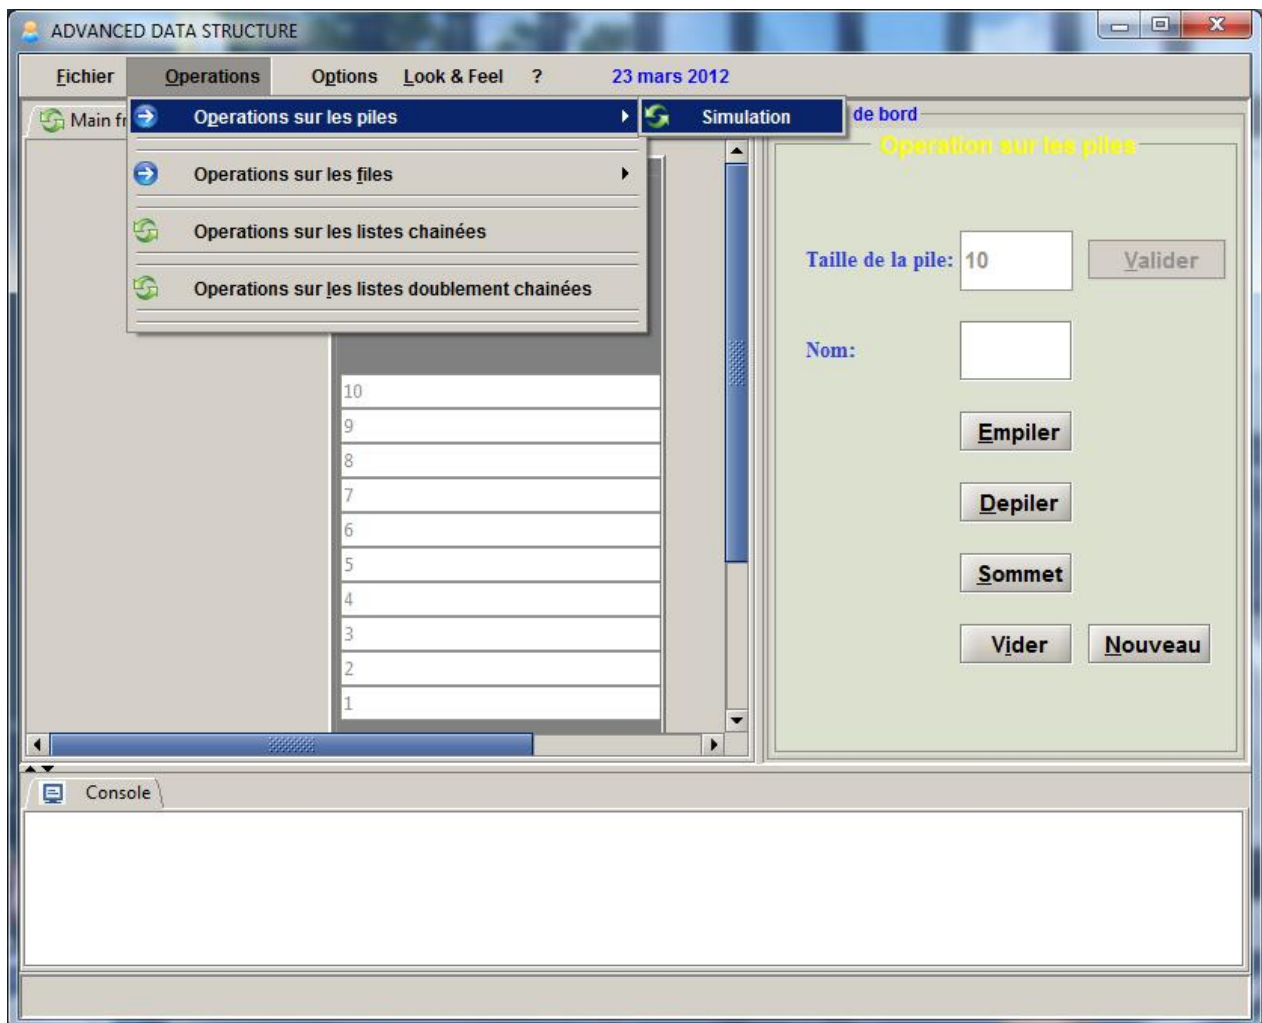 ADVANCED DATA STRUCTURE
Fichier Operations Options Look & Feel ? 23 mars 2012
Main fr
Operations sur les piles
Simulation
Operations sur les files
Operations sur les listes chainées
Operations sur les listes doublement chainées
de bord
Operation sur les piles
Taille de la pile: 10 Valider
Nom:
Empiler
Depiler
Sommet
Vider Nouveau
10
9
8
7
6
5
4
3
2
1
Console